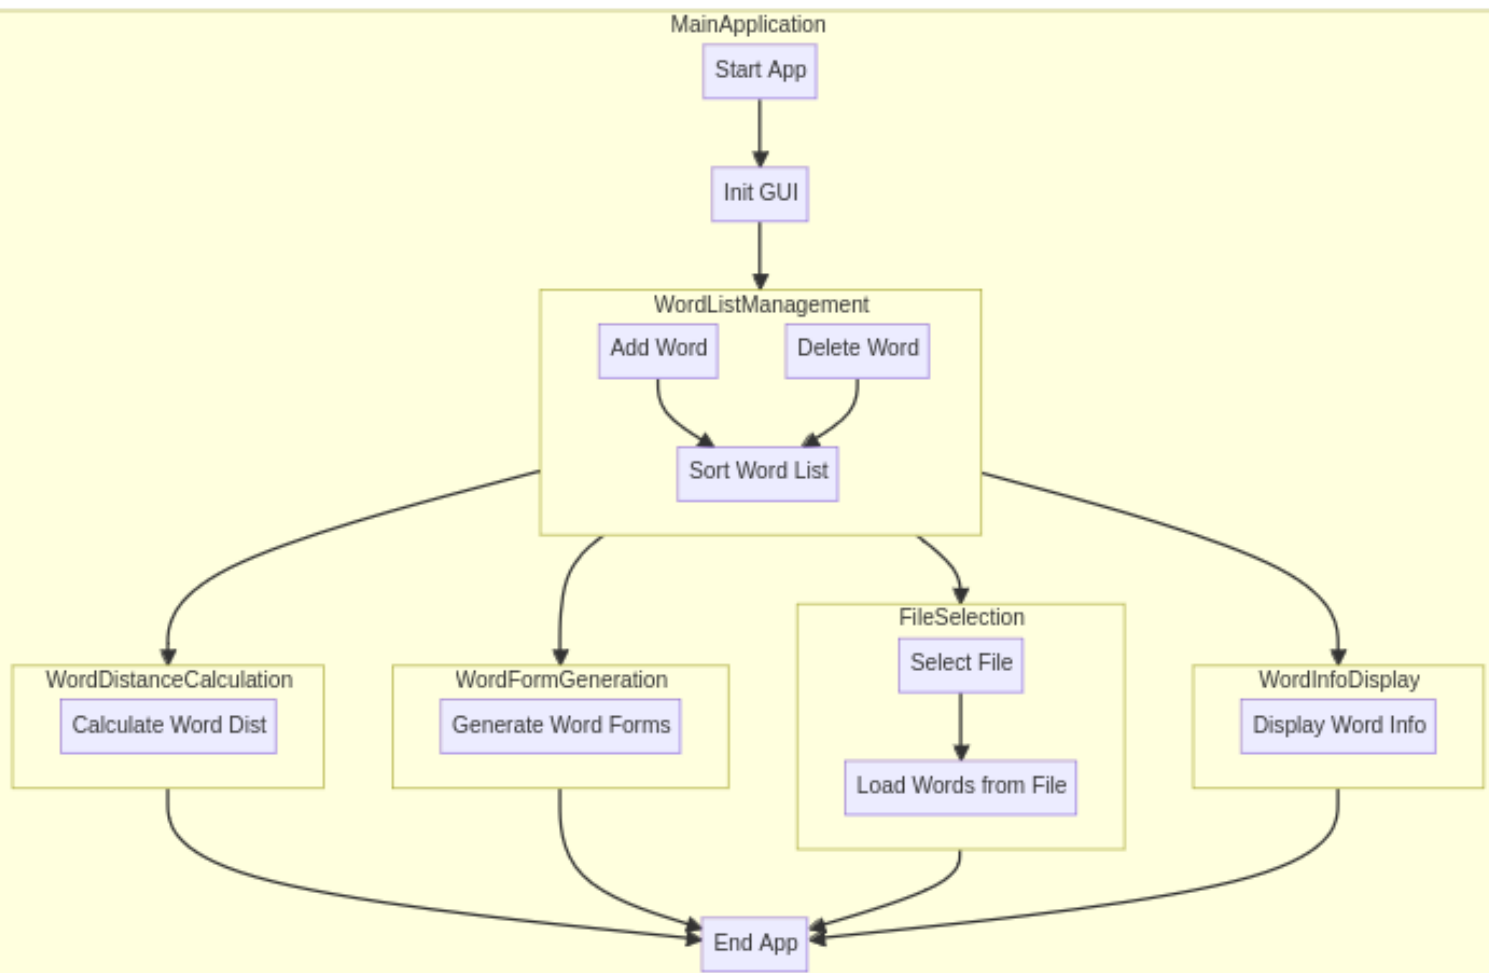 MainApplication
Start App
Init GUI
WordListManagement
Add Word
Delete Word
Sort Word List
WordDistanceCalculation
Calculate Word Dist
WordFormGeneration
Generate Word Forms
FileSelection
Select File
Load Words from File
WordInfoDisplay
Display Word Info
End App